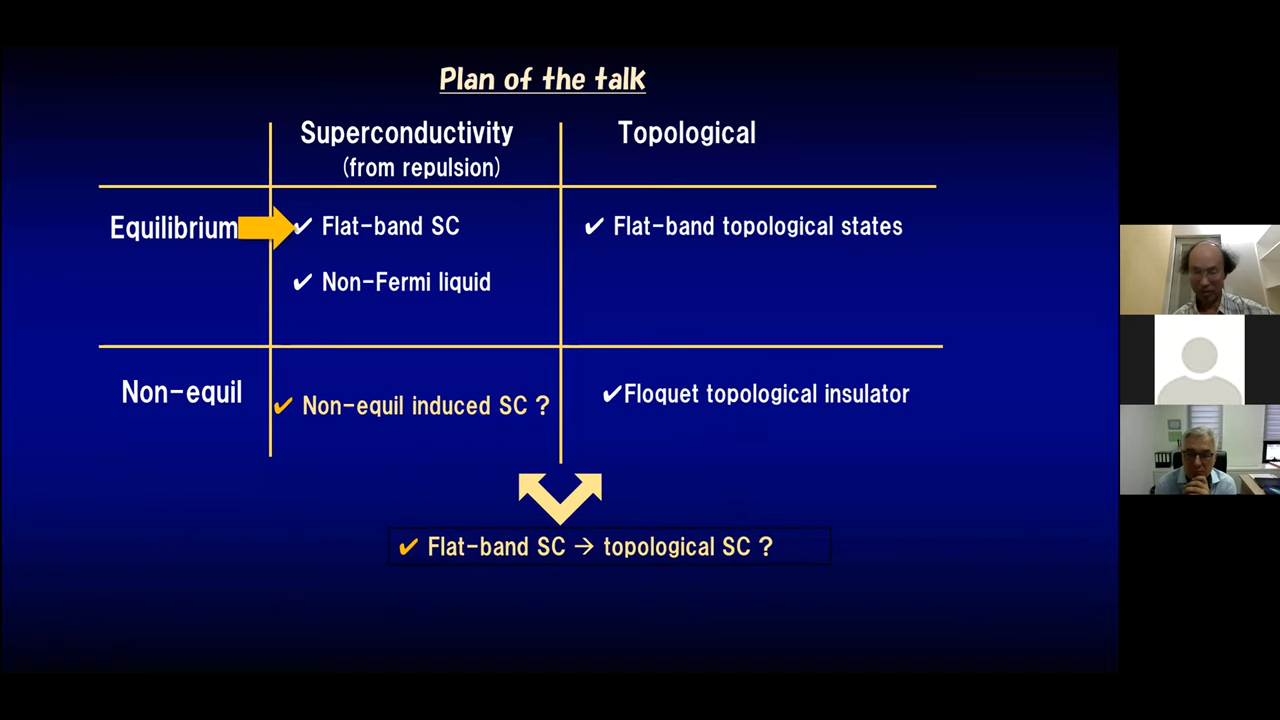 Plan of the talk
Superconductivity
(from repulsion)
Topological
Equilibrium
✔ Flat-band SC
✔ Flat-band topological states
✔ Non-Fermi liquid
Non-equil
✔ Non-equil induced SC ?
✔Floquet topological insulator
✔ Flat-band SC → topological SC ?